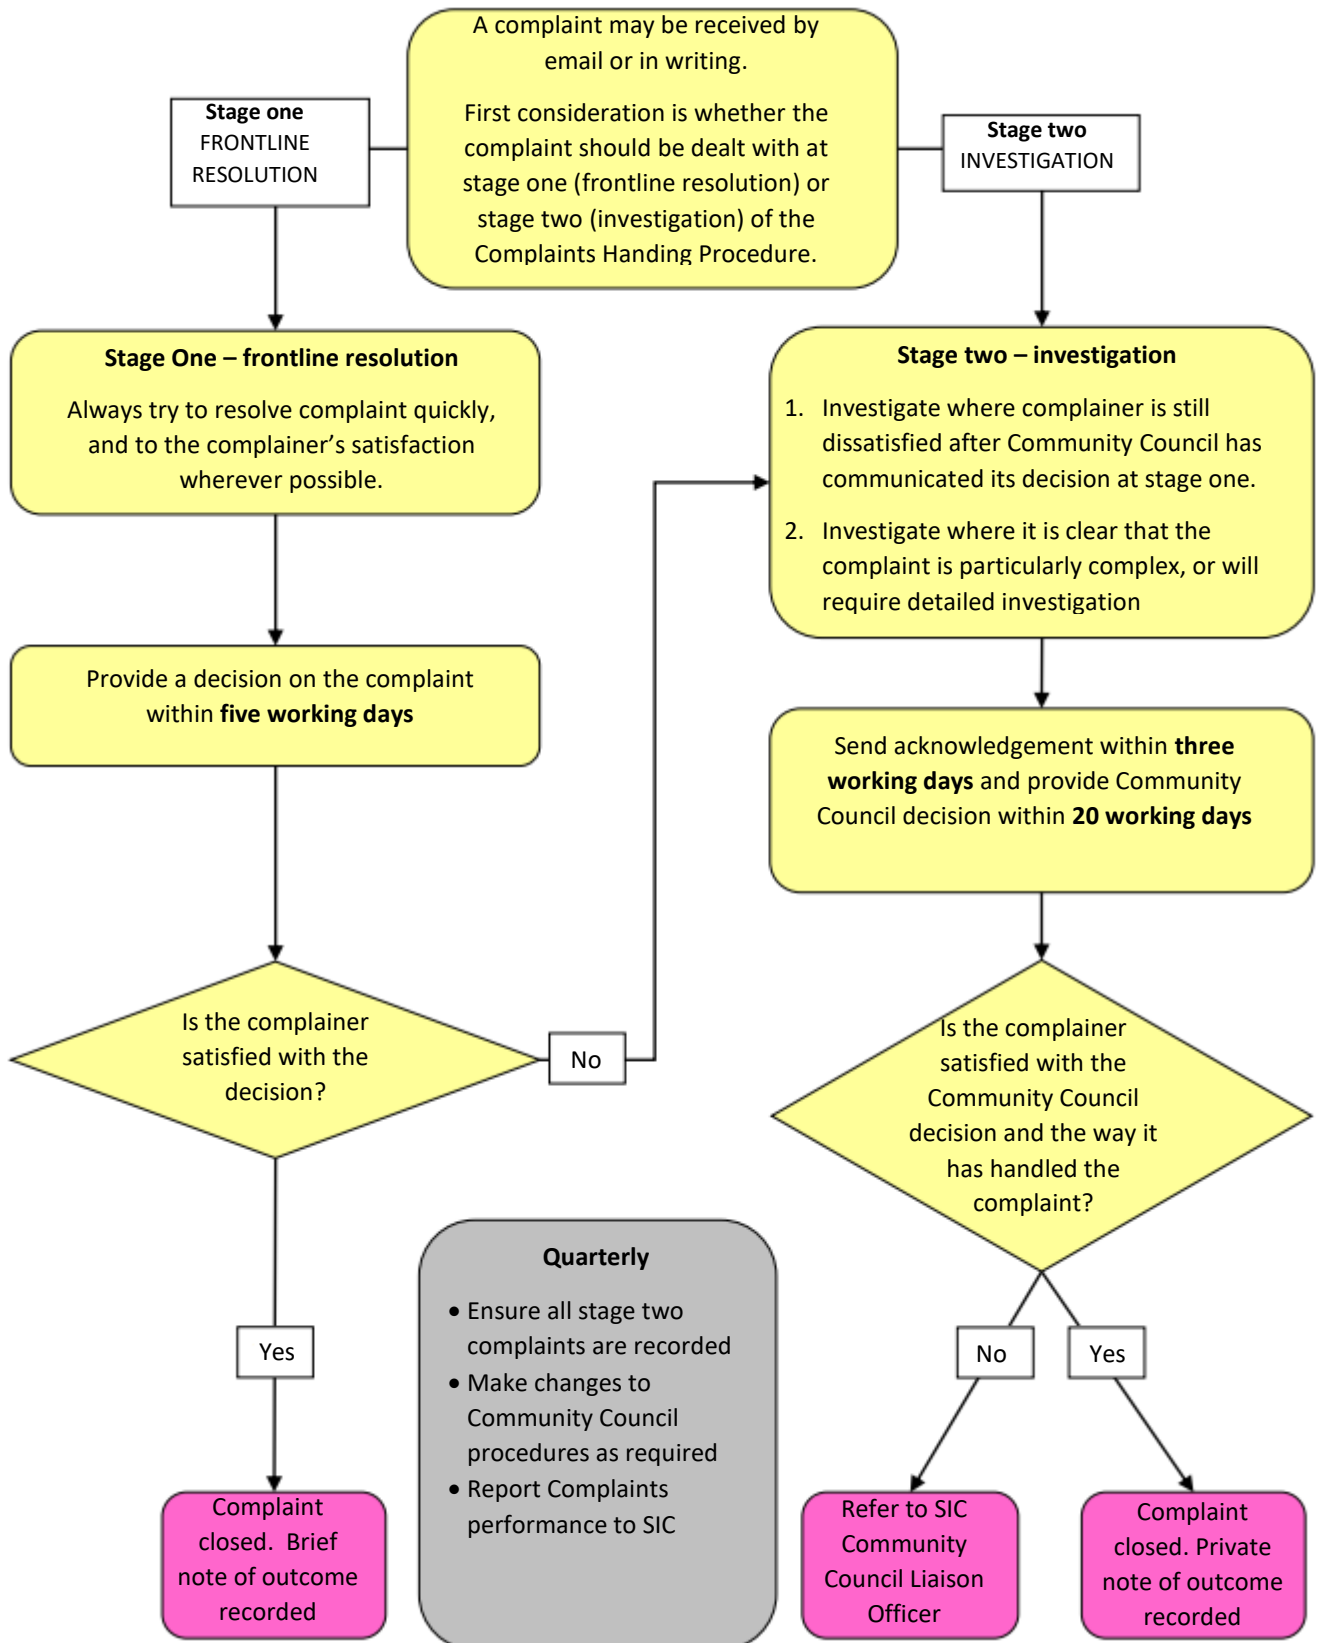 A complaint may be received by
email or in writing.
First consideration is whether the
complaint should be dealt with at
stage one (frontline resolution) or
stage two (investigation) of the
Complaints Handing Procedure.
Stage one
FRONTLINE
RESOLUTION
Stage two
INVESTIGATION
Stage One – frontline resolution
Always try to resolve complaint quickly,
and to the complainer's satisfaction
wherever possible.
Provide a decision on the complaint
within five working days
Is the complainer
satisfied with the
decision?
No
Yes
Complaint
closed.  Brief
note of outcome
recorded
Stage two – investigation
1. Investigate where complainer is still
dissatisfied after Community Council has
communicated its decision at stage one.
2. Investigate where it is clear that the
complaint is particularly complex, or will
require detailed investigation
Send acknowledgement within three
working days and provide Community
Council decision within 20 working days
Is the complainer
satisfied with the
Community Council
decision and the way it
has handled the
complaint?
No
Yes
Refer to SIC
Community
Council Liaison
Officer
Complaint
closed. Private
note of outcome
recorded
Quarterly
• Ensure all stage two
complaints are recorded
• Make changes to
Community Council
procedures as required
• Report Complaints
performance to SIC